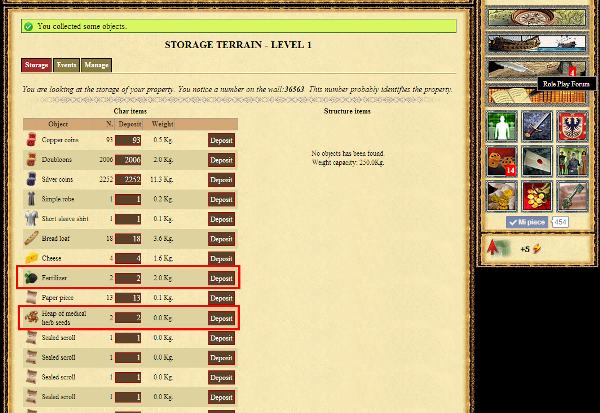 You collected some objects.
STORAGE TERRAIN - LEVEL 1
Storage Events Manage
You are looking at the storage of your property. You notice a number on the wall:36563. This number probably identifies the property.
Char items
Object N. Deposit Weight
Copper coins 93 93 0.5 Kg. Deposit
Doubloons 2006 2006 2.0 Kg. Deposit
Silver coins 2252 2252 11.3 Kg. Deposit
Simple robe 1 1 0.2 Kg. Deposit
Short sleeve shirt 1 1 0.1 Kg. Deposit
Bread loaf 18 18 3.6 Kg. Deposit
Cheese 4 4 1.6 Kg. Deposit
Fertilizer 2 2 2.0 Kg. Deposit
Paper piece 13 13 0.1 Kg. Deposit
Heap of medical
herb seeds 2 2 0.0 Kg. Deposit
Sealed scroll 1 1 0.0 Kg. Deposit
Sealed scroll 1 1 0.0 Kg. Deposit
Sealed scroll 1 1 0.0 Kg. Deposit
Sealed scroll 1 1 0.0 Kg. Deposit
Structure items
No objects has been found.
Weight capacity: 250.0Kg.
4
Role Play Forum
14
Mi piace 454
+5